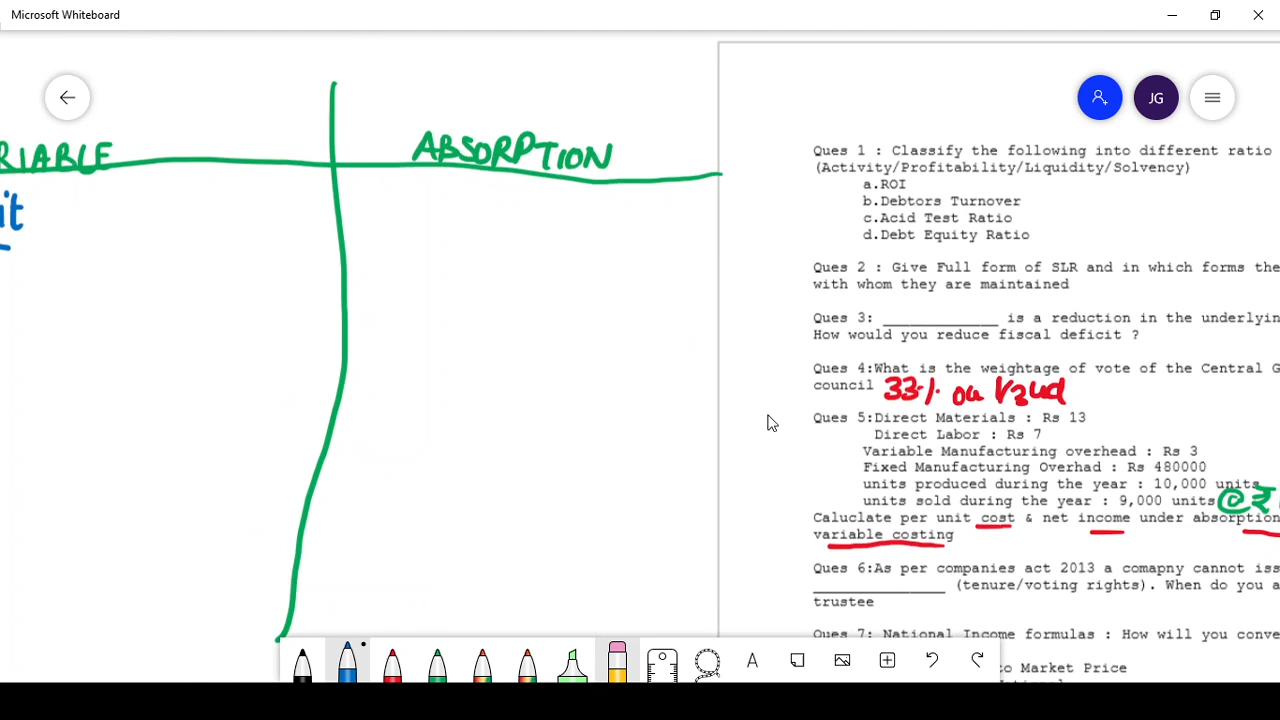 Microsoft Whiteboard
RIABLE
ABSORPTION
it
JG
Ques 1 : Classify the following into different ratio
(Activity/Profitability/Liquidity/Solvency)
a.ROI
b.Debtors Turnover
c.Acid Test Ratio
d.Debt Equity Ratio
Ques 2 : Give Full form of SLR and in which forms the
with whom they are maintained
Ques 3: ______________ is a reduction in the underlyin
How would you reduce fiscal deficit ?
Ques 4:What is the weightage of vote of the Central G
council 33%. ou 1/3rd
Ques 5:Direct Materials : Rs 13
Direct Labor : Rs 7
Variable Manufacturing overhead : Rs 3
Fixed Manufacturing Overhad : Rs 480000
units produced during the year : 10,000 units
units sold during the year : 9,000 units @₹
Caluclate per unit cost & net income under absorption
variable costing
Ques 6:As per companies act 2013 a comapny cannot iss
________________ (tenure/voting rights). When do you a
trustee
Ques 7: National Income formulas : How will you conve
to Market Price